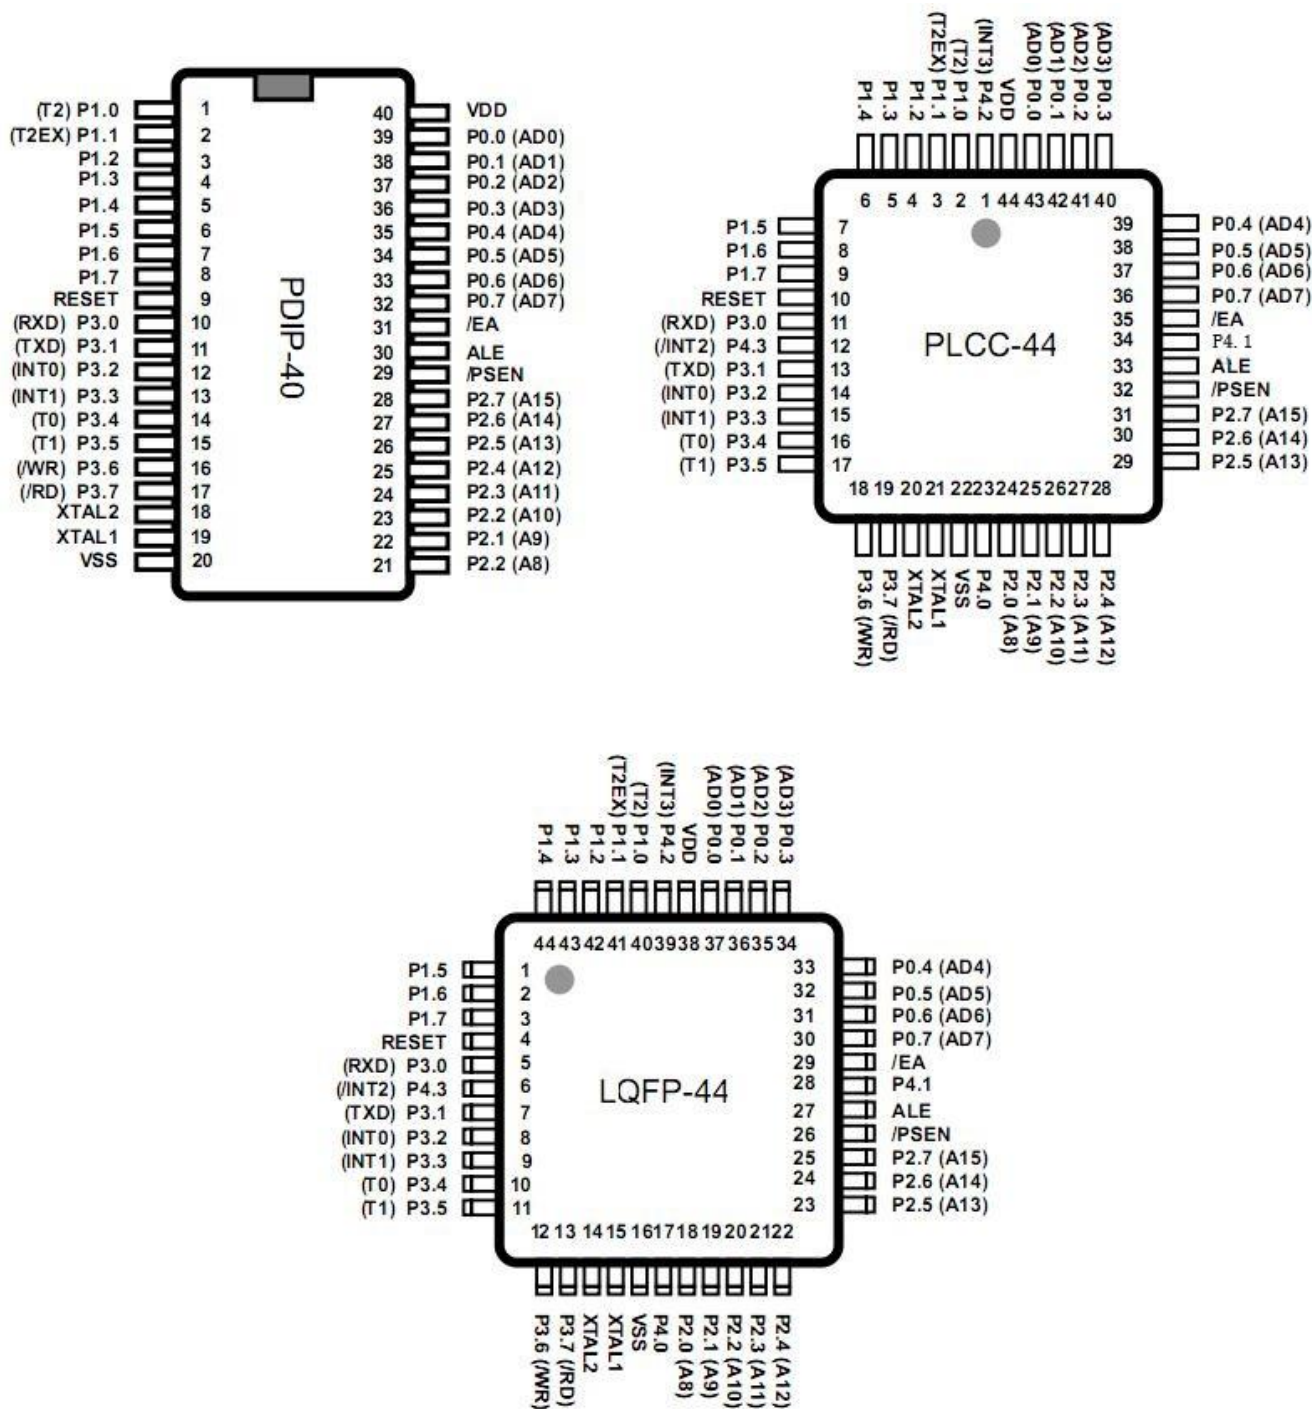 (T2) P1.0 1 40 VDD
(T2EX) P1.1 2 39 P0.0 (AD0)
P1.2 3 38 P0.1 (AD1)
P1.3 4 37 P0.2 (AD2)
P1.4 5 36 P0.3 (AD3)
P1.5 6 35 P0.4 (AD4)
P1.6 7 34 P0.5 (AD5)
P1.7 8 33 P0.6 (AD6)
RESET 9 32 P0.7 (AD7)
(RXD) P3.0 10 31 /EA
(TXD) P3.1 11 30 ALE
(INT0) P3.2 12 29 /PSEN
(INT1) P3.3 13 28 P2.7 (A15)
(T0) P3.4 14 27 P2.6 (A14)
(T1) P3.5 15 26 P2.5 (A13)
(/WR) P3.6 16 25 P2.4 (A12)
(/RD) P3.7 17 24 P2.3 (A11)
XTAL2 18 23 P2.2 (A10)
XTAL1 19 22 P2.1 (A9)
VSS 20 21 P2.2 (A8)
PDIP-40
P1.4
P1.3
P1.2
(T2EX) P1.1
(T2) P1.0
(INT3) P4.2
VDD
(AD0) P0.0
(AD1) P0.1
(AD2) P0.2
(AD3) P0.3
6 5 4 3 2 1 44 43 42 41 40
P1.5 7 39 P0.4 (AD4)
P1.6 8 38 P0.5 (AD5)
P1.7 9 37 P0.6 (AD6)
RESET 10 36 P0.7 (AD7)
(RXD) P3.0 11 35 /EA
(/INT2) P4.3 12 34 P4.1
(TXD) P3.1 13 33 ALE
(INT0) P3.2 14 32 /PSEN
(INT1) P3.3 15 31 P2.7 (A15)
(T0) P3.4 16 30 P2.6 (A14)
(T1) P3.5 17 29 P2.5 (A13)
PLCC-44
18 19 20 21 22 23 24 25 26 27 28
P3.6 (/WR)
P3.7 (/RD)
XTAL2
XTAL1
VSS
P4.0
P2.0 (A8)
P2.1 (A9)
P2.2 (A10)
P2.3 (A11)
P2.4 (A12)
P1.4
P1.3
P1.2
(T2EX) P1.1
(T2) P1.0
(INT3) P4.2
VDD
(AD0) P0.0
(AD1) P0.1
(AD2) P0.2
(AD3) P0.3
44 43 42 41 40 39 38 37 36 35 34
P1.5 1 33 P0.4 (AD4)
P1.6 2 32 P0.5 (AD5)
P1.7 3 31 P0.6 (AD6)
RESET 4 30 P0.7 (AD7)
(RXD) P3.0 5 29 /EA
(/INT2) P4.3 6 28 P4.1
(TXD) P3.1 7 27 ALE
(INT0) P3.2 8 26 /PSEN
(INT1) P3.3 9 25 P2.7 (A15)
(T0) P3.4 10 24 P2.6 (A14)
(T1) P3.5 11 23 P2.5 (A13)
LQFP-44
12 13 14 15 16 17 18 19 20 21 22
P3.6 (/WR)
P3.7 (/RD)
XTAL2
XTAL1
VSS
P4.0
P2.0 (A8)
P2.1 (A9)
P2.2 (A10)
P2.3 (A11)
P2.4 (A12)